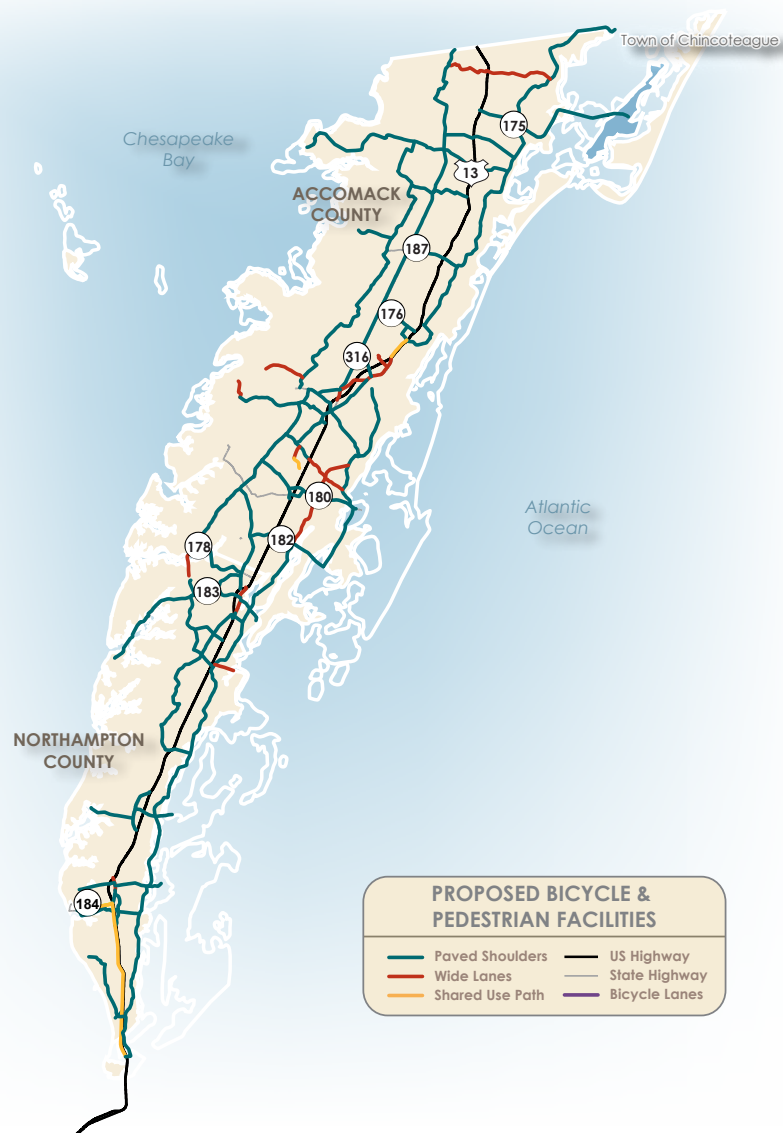 Town of Chincoteague
175
Chesapeake
Bay
13
ACCOMACK
COUNTY
187
176
316
180
Atlantic
Ocean
182
178
183
NORTHAMPTON
COUNTY
184
PROPOSED BICYCLE &
PEDESTRIAN FACILITIES
Paved Shoulders
US Highway
Wide Lanes
State Highway
Shared Use Path
Bicycle Lanes